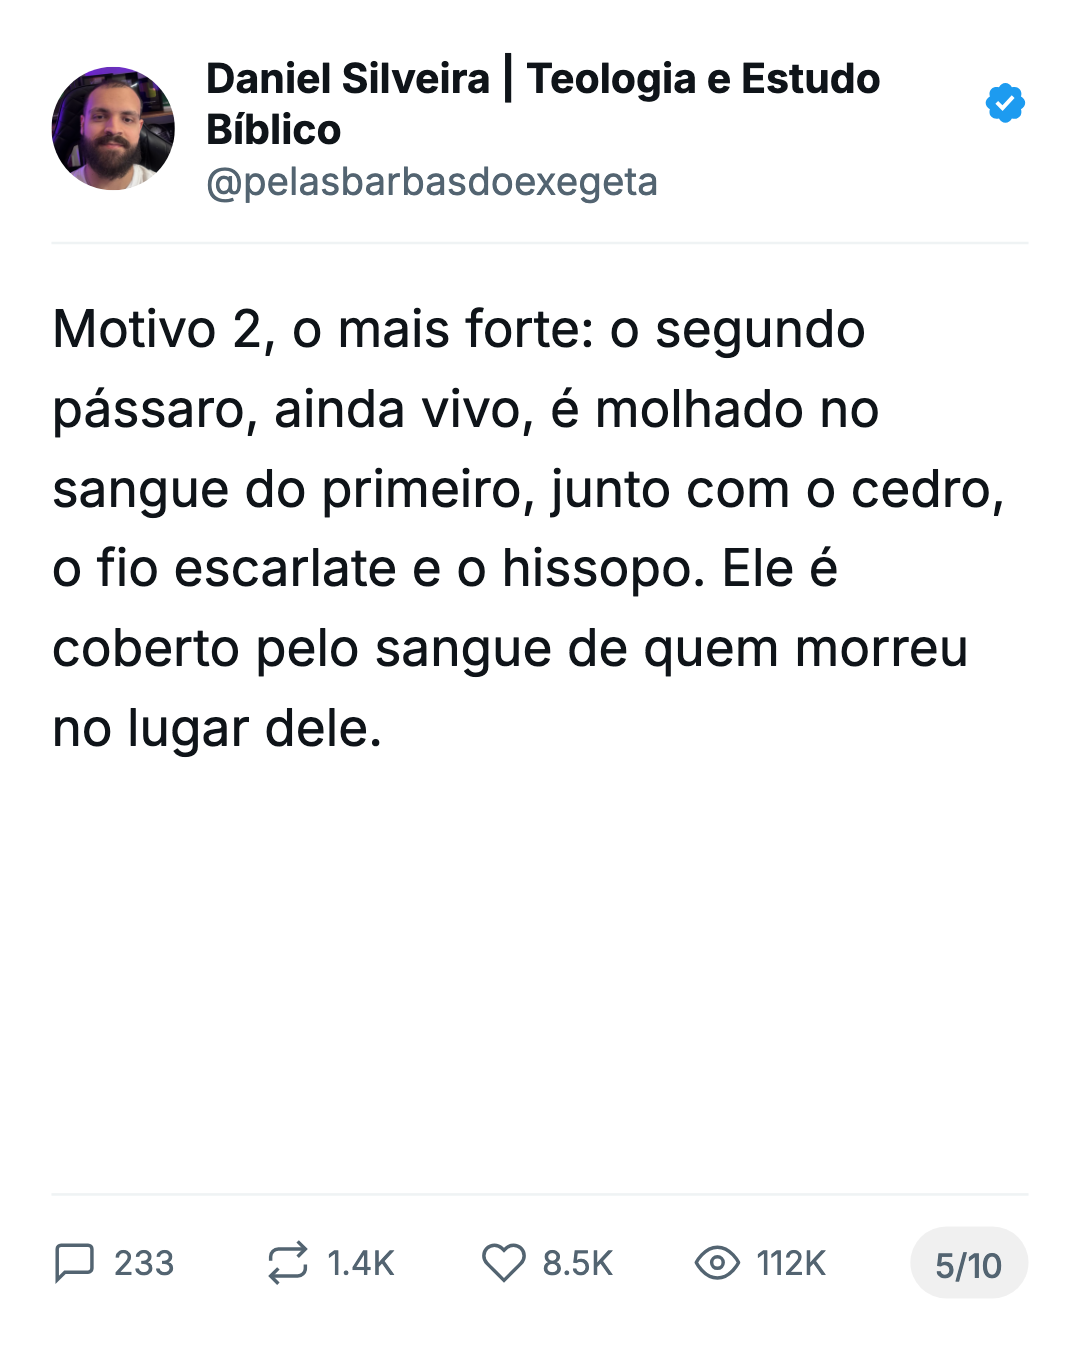 Daniel Silveira | Teologia e Estudo
Bíblico
@pelasbarbasdoexegeta
Motivo 2, o mais forte: o segundo
pássaro, ainda vivo, é molhado no
sangue do primeiro, junto com o cedro,
o fio escarlate e o hissopo. Ele é
coberto pelo sangue de quem morreu
no lugar dele.
233 1.4K 8.5K 112K 5/10